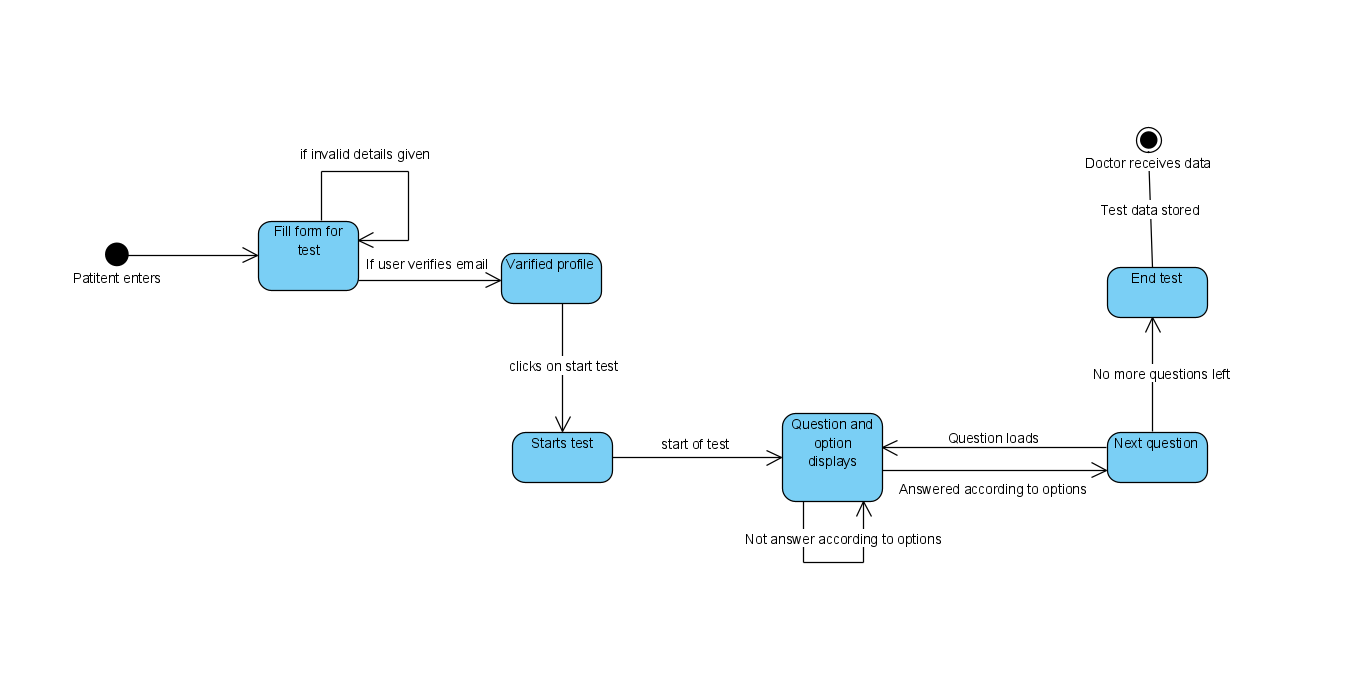 if invalid details given
Fill form for
test
Patitent enters
If user verifies email
Varified profile
clicks on start test
Starts test
start of test
Question and
option
displays
Not answer according to options
Question loads
Answered according to options
Next question
No more questions left
End test
Test data stored
Doctor receives data